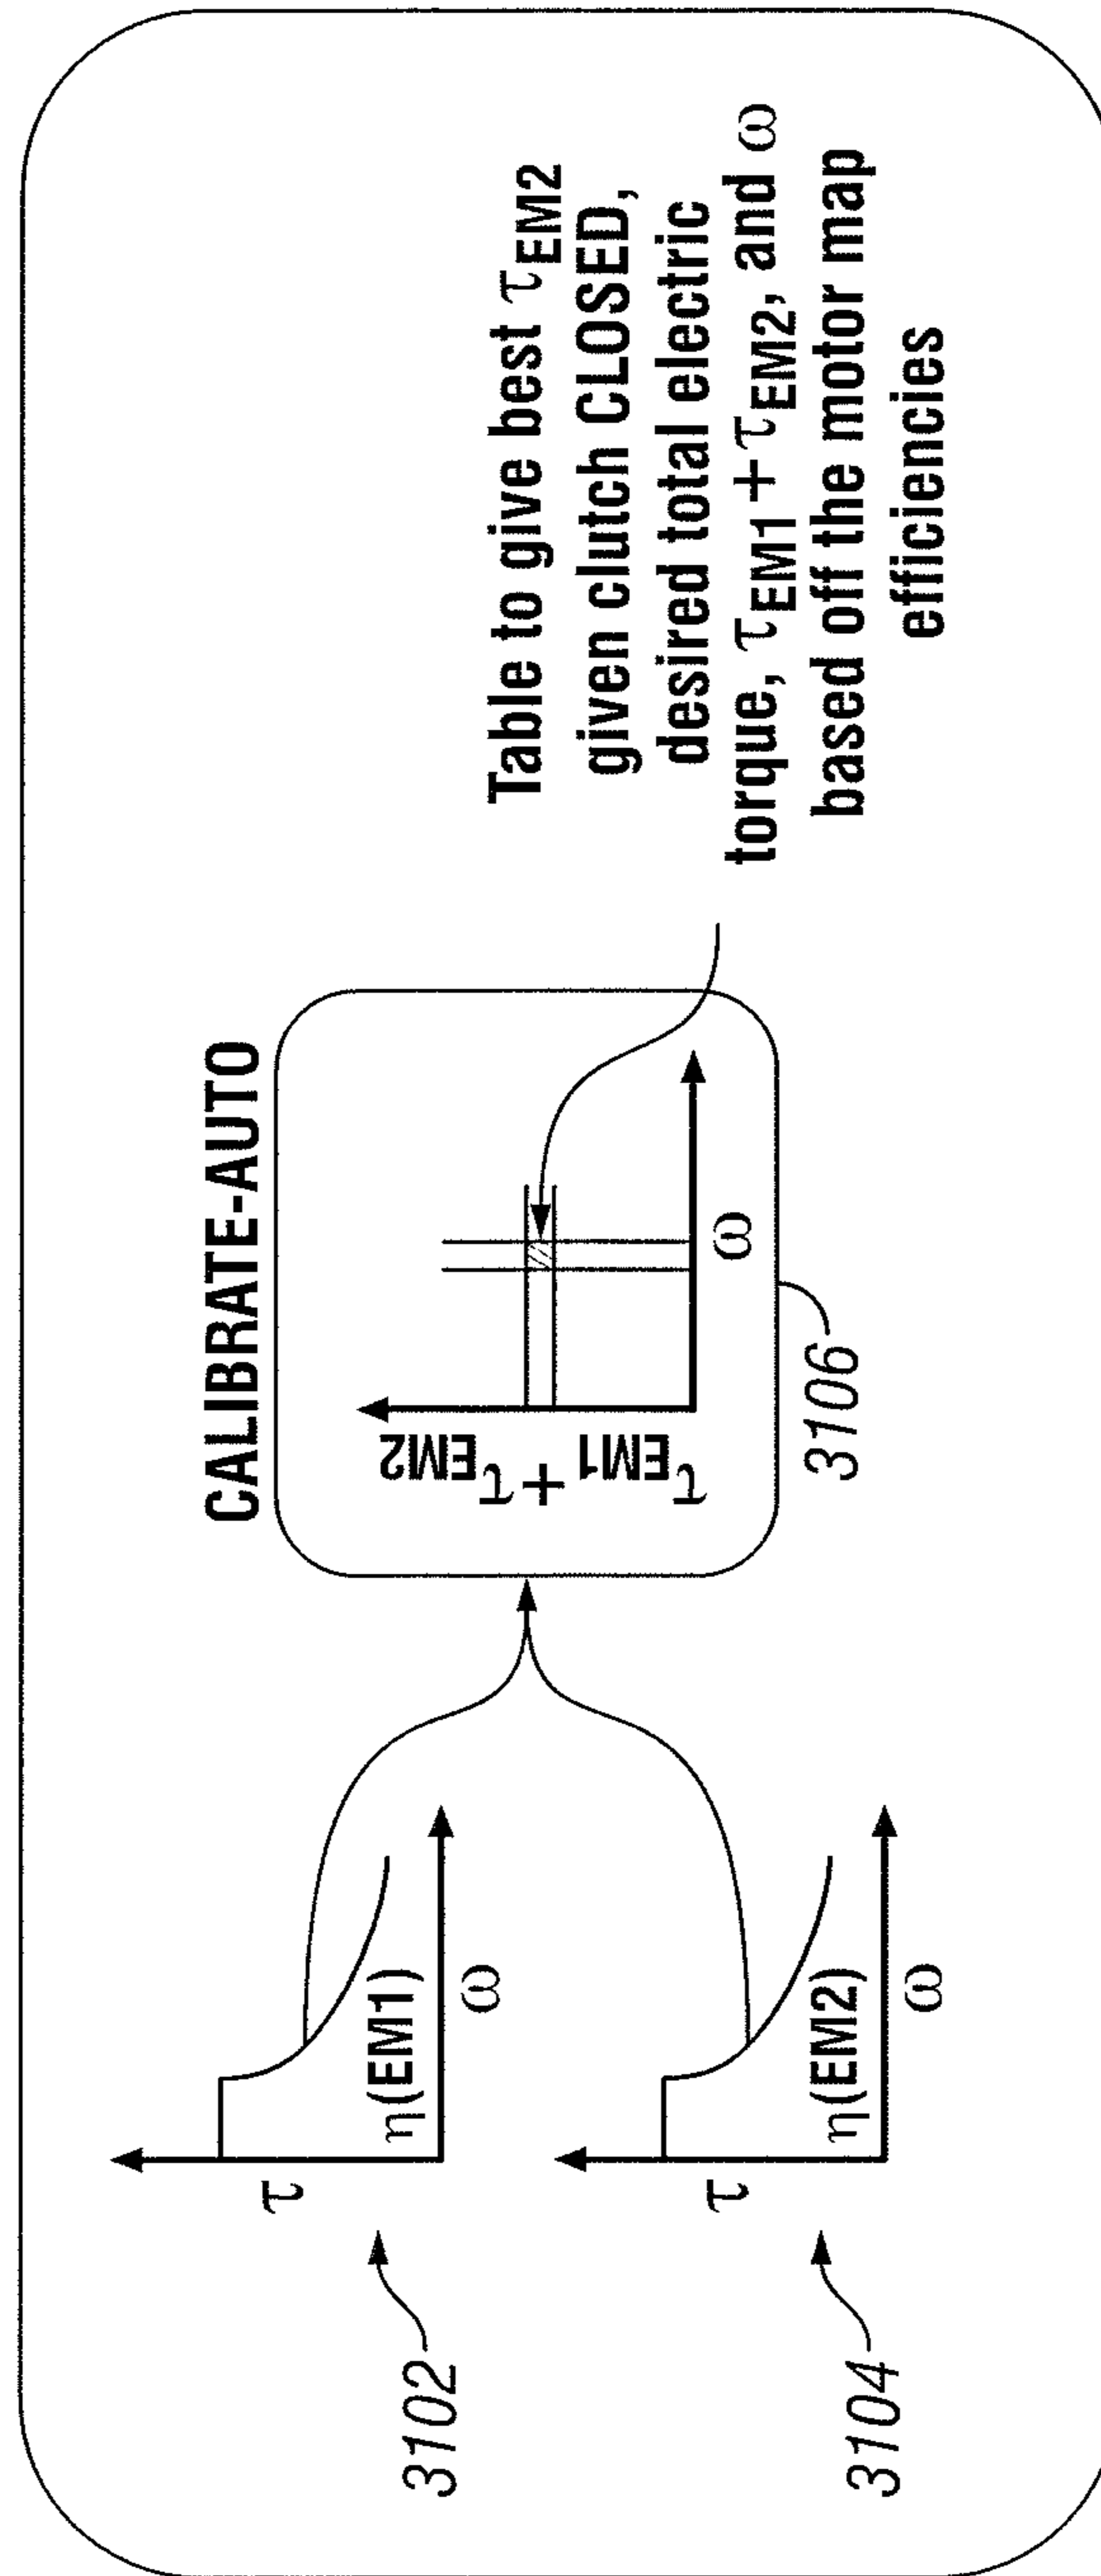 CALIBRATE-AUTO
3102
τ
η(EM1)
ω
3104
τ
η(EM2)
ω
τEM1 + τEM2
ω
3106
Table to give best τEM2
given clutch CLOSED,
desired total electric
torque, τEM1 + τEM2, and ω
based off the motor map
efficiencies